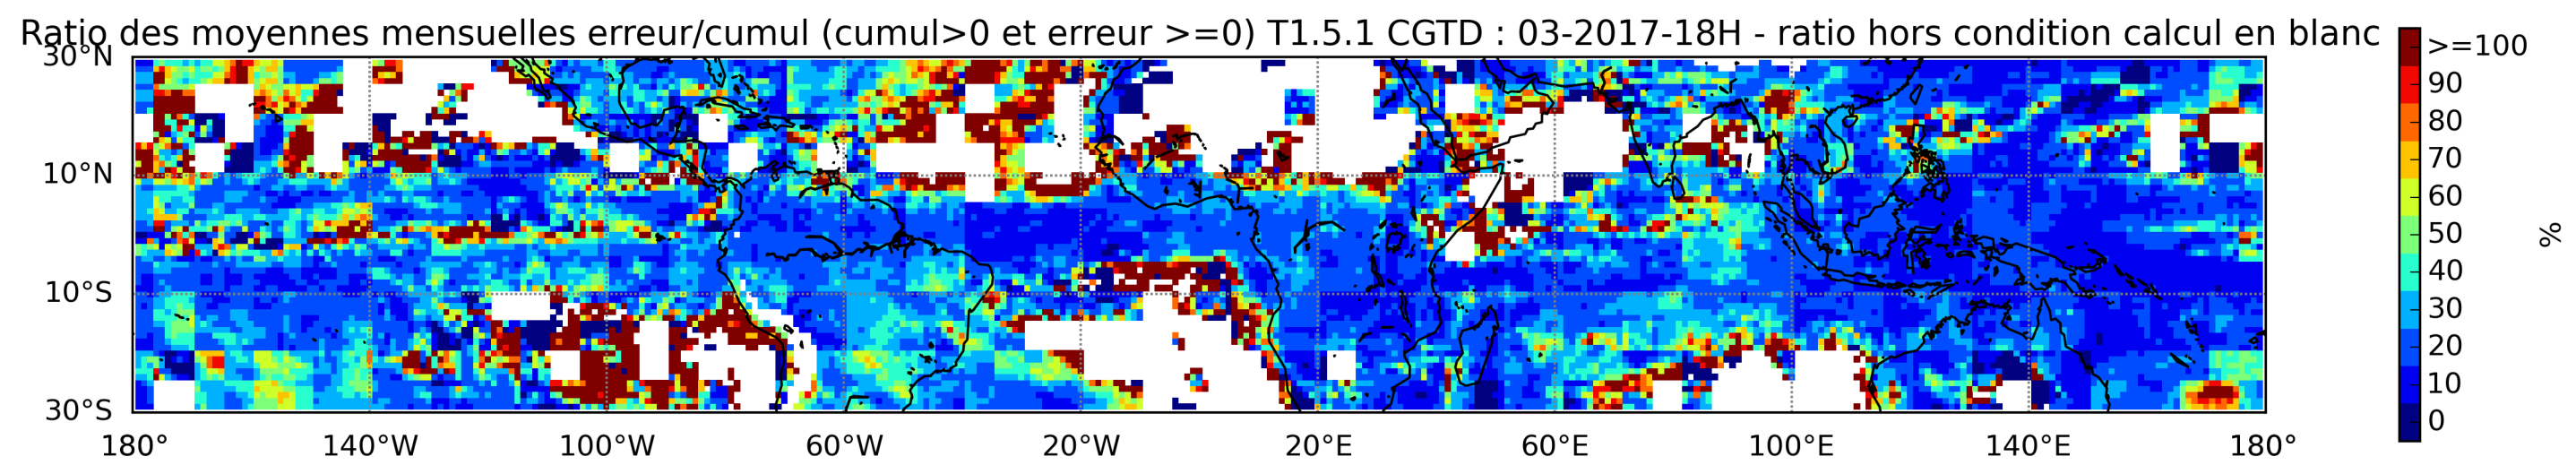 Ratio des moyennes mensuelles erreur/cumul (cumul>0 et erreur >=0) T1.5.1 CGTD : 03-2017-18H - ratio hors condition calcul en blanc
30°N
10°N
10°S
30°S
180° 140°W 100°W 60°W 20°W 20°E 60°E 100°E 140°E 180°
>=100
90
80
70
60
50
40
30
20
10
0
%